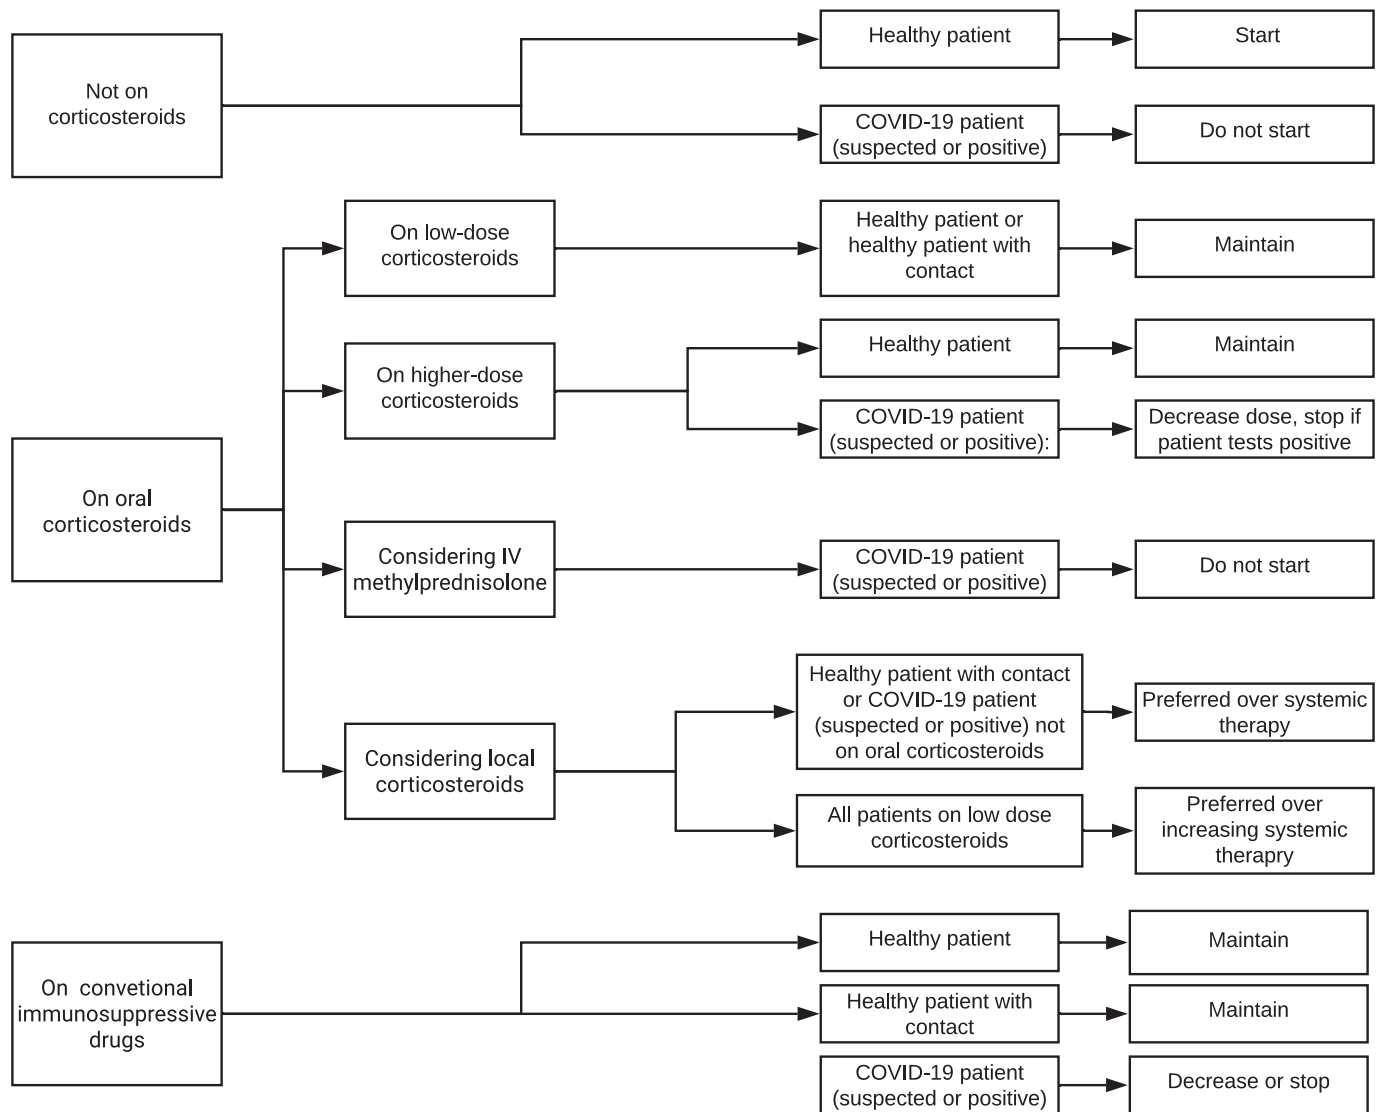 Not on
corticosteroids
Healthy patient
Start
COVID-19 patient
(suspected or positive)
Do not start
On oral
corticosteroids
On low-dose
corticosteroids
Healthy patient or
healthy patient with
contact
Maintain
On higher-dose
corticosteroids
Healthy patient
Maintain
COVID-19 patient
(suspected or positive):
Decrease dose, stop if
patient tests positive
Considering IV
methylprednisolone
COVID-19 patient
(suspected or positive)
Do not start
Considering local
corticosteroids
Healthy patient with contact
or COVID-19 patient
(suspected or positive) not
on oral corticosteroids
Preferred over systemic
therapy
All patients on low dose
corticosteroids
Preferred over
increasing systemic
therapry
On convetional
immunosuppressive
drugs
Healthy patient
Maintain
Healthy patient with
contact
Maintain
COVID-19 patient
(suspected or positive)
Decrease or stop